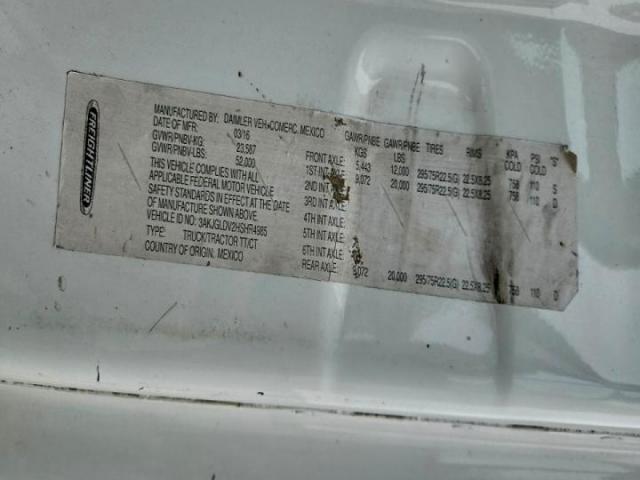 FREIGHTLINER
MANUFACTURED BY: DAIMLER VEH•COMERC. MEXICO
DATE OF MFR: 03/16
GVWR/PNBV-KG: 23,587
GVWR/PNBV-LBS: 52,000
THIS VEHICLE COMPLIES WITH ALL
APPLICABLE FEDERAL MOTOR VEHICLE
SAFETY STANDARDS IN EFFECT AT THE DATE
OF MANUFACTURE SHOWN ABOVE.
VEHICLE ID NO: 3AKJGLDV2HSHR4985
TYPE: TRUCK/TRACTOR TT/CT
COUNTRY OF ORIGIN: MEXICO
GAWR/PNBE GAWR/PNBE TIRES RIMS KPA PSI "S"
KGS LBS COLD COLD
FRONT AXLE: 5,443 12,000 295/75R22.5(G) 22.5X8.25 758 110 S
1ST INT AXLE: 9,072 20,000 295/75R22.5(G) 22.5X8.25 758 110 D
2ND INT AXLE:
3RD INT AXLE:
4TH INT AXLE:
5TH INT AXLE:
6TH INT AXLE:
REAR AXLE: 9,072 20,000 295/75R22.5(G) 22.5X8.25 758 110 D